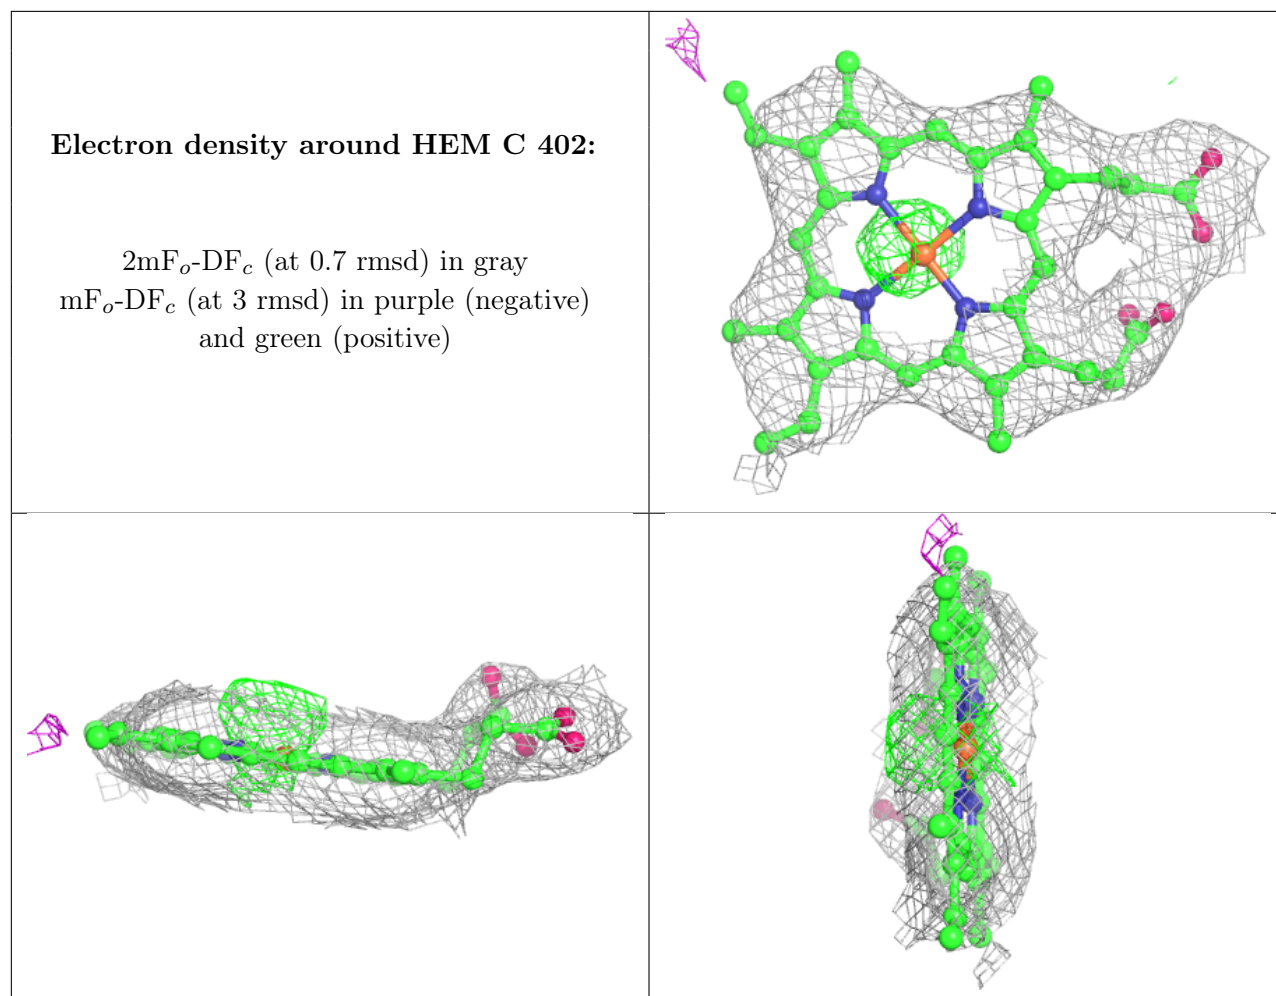 Electron density around HEM C 402:
2mFo-DFc (at 0.7 rmsd) in gray
mFo-DFc (at 3 rmsd) in purple (negative)
and green (positive)